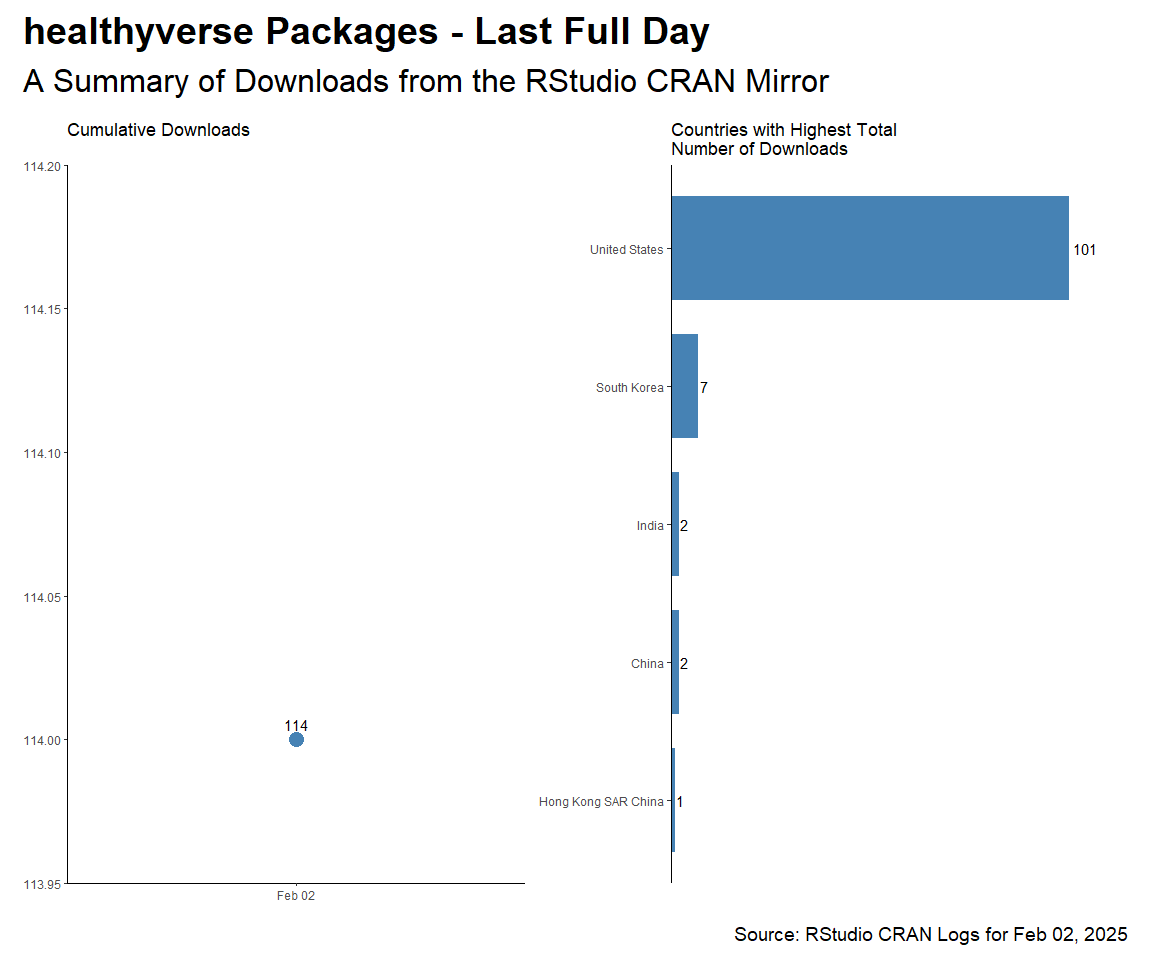 healthyverse Packages - Last Full Day
A Summary of Downloads from the RStudio CRAN Mirror
Cumulative Downloads
114.20
114.15
114.10
114.05
114.00
113.95
114
Feb 02
Countries with Highest Total
Number of Downloads
United States
101
South Korea
7
India
2
China
2
Hong Kong SAR China
1
Source: RStudio CRAN Logs for Feb 02, 2025